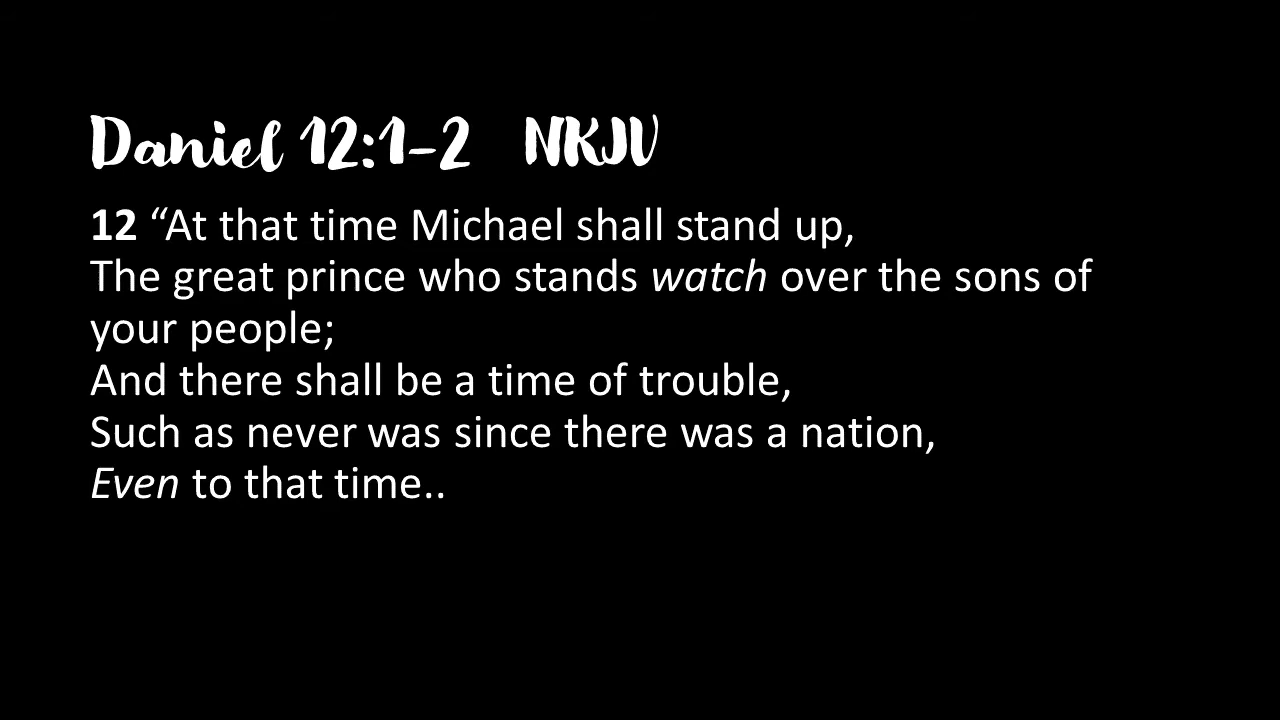 Daniel 12:1-2 NKJV
12 “At that time Michael shall stand up,
The great prince who stands watch over the sons of
your people;
And there shall be a time of trouble,
Such as never was since there was a nation,
Even to that time..